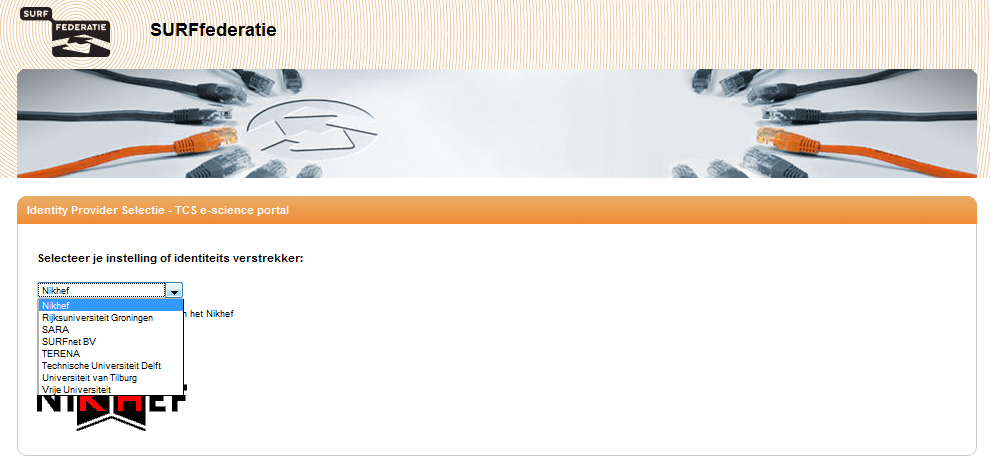 SURF
FEDERATIE
SURFfederatie
Identity Provider Selectie - TCS e-science portal
Selecteer je instelling of identiteits verstrekker:
Nikhef
Nikhef
Rijksuniversiteit Groningen
het Nikhef
SARA
SURFnet BV
TERENA
Technische Universiteit Delft
Universiteit van Tilburg
Vrije Universiteit
NIKHEF